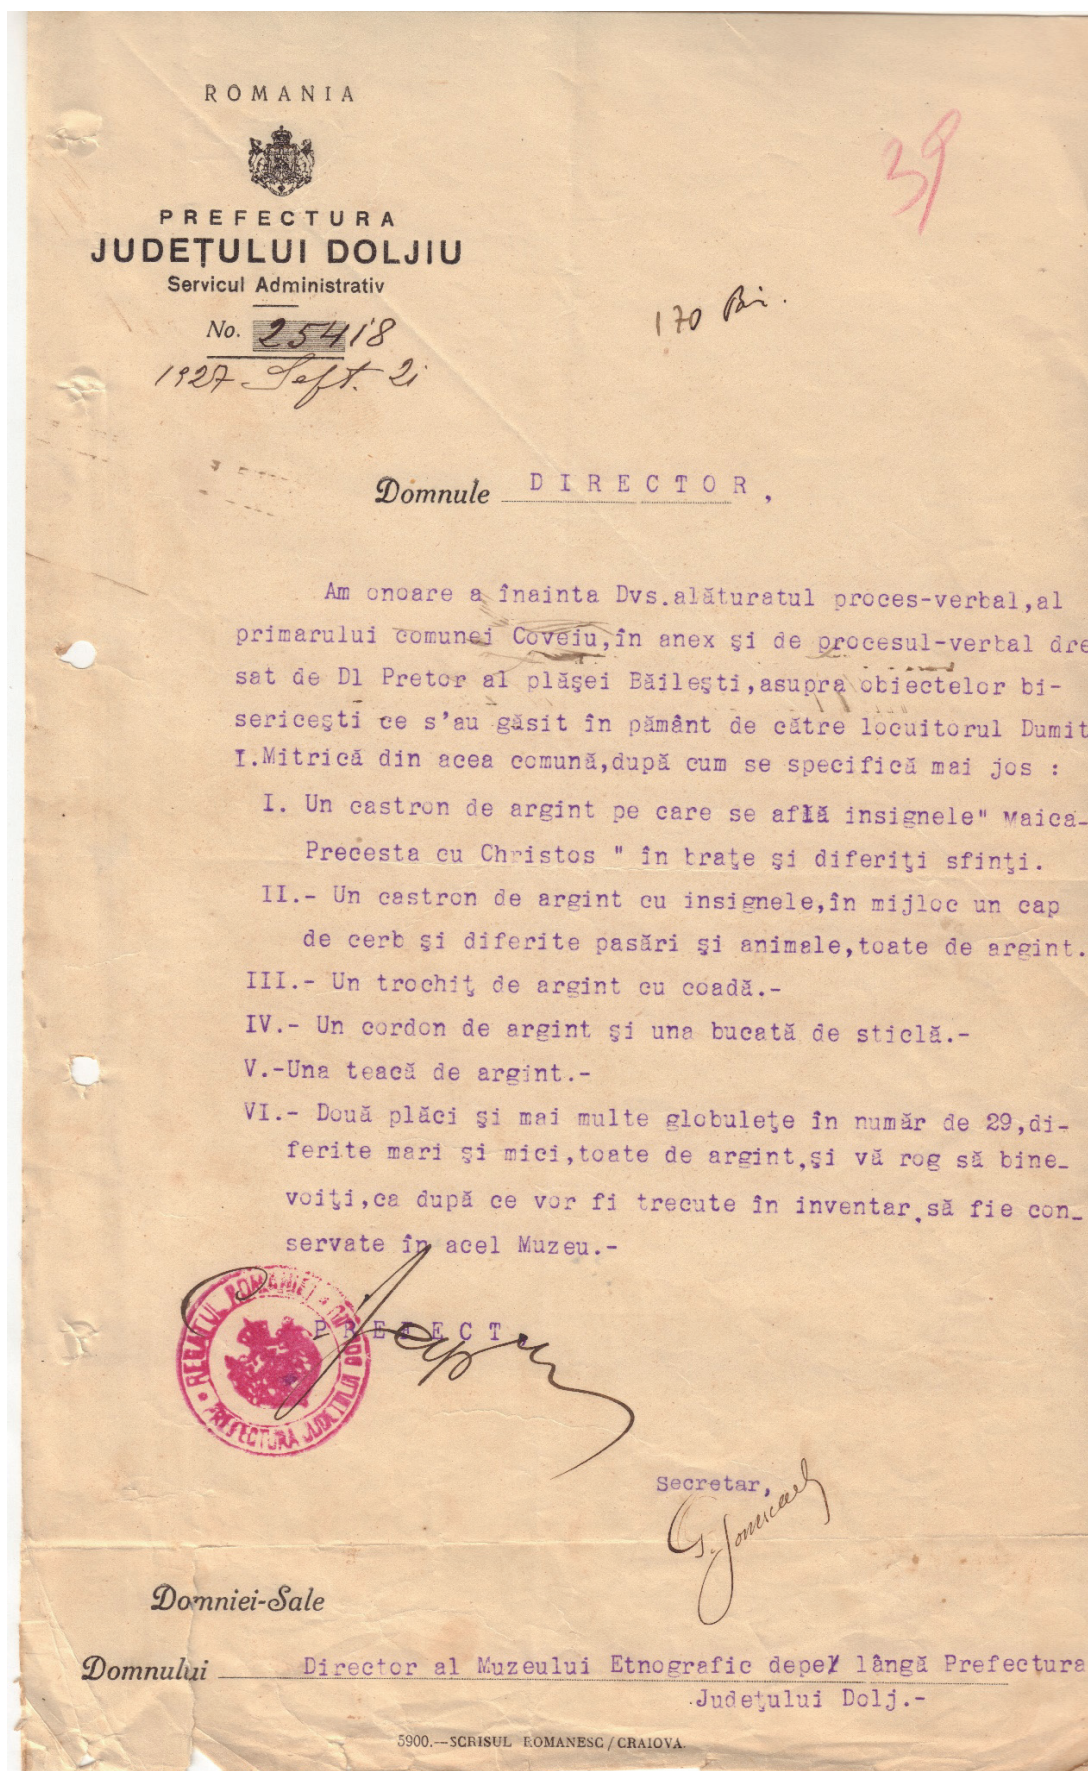 ROMANIA
39
PREFECTURA
JUDEȚULUI DOLJIU
Servicul Administrativ
No. 25418
170
1927 Sept. 21
Domnule DIRECTOR,
Am onoare a înainta Dvs.alăturatul proces-verbal,al
primarului comunei Coveiu,în anex şi de procesul-verbal dre
sat de Dl Pretor al plăşei Băileşti,asupra obiectelor bi-
sericeşti ce s'au găsit în pământ de către locuitorul Dumit
I.Mitrică din acea comună,după cum se specifică mai jos :
I. Un castron de argint pe care se află insignele" Maica-
Precesta cu Christos " în braţe şi diferiţi sfinţi.
II.- Un castron de argint cu insignele,în mijloc un cap
de cerb şi diferite pasări şi animale,toate de argint.
III.- Un trochiţ de argint cu coadă.-
IV.- Un cordon de argint şi una bucată de sticlă.-
V.-Una teacă de argint.-
VI.- Două plăci şi mai multe globuleţe în număr de 29,di-
ferite mari şi mici,toate de argint,şi vă rog să bine-
voiţi,ca după ce vor fi trecute în inventar,să fie con-
servate în acel Muzeu.-
REGATUL ROMANIEI
PREFECTURA JUDEȚULUI
PREFECT
Secretar,
Domniei-Sale
Domnului Director al Muzeului Etnografic depe lângă Prefectura
Judeţului Dolj.-
5900.—SCRISUL ROMANESC/CRAIOVA.